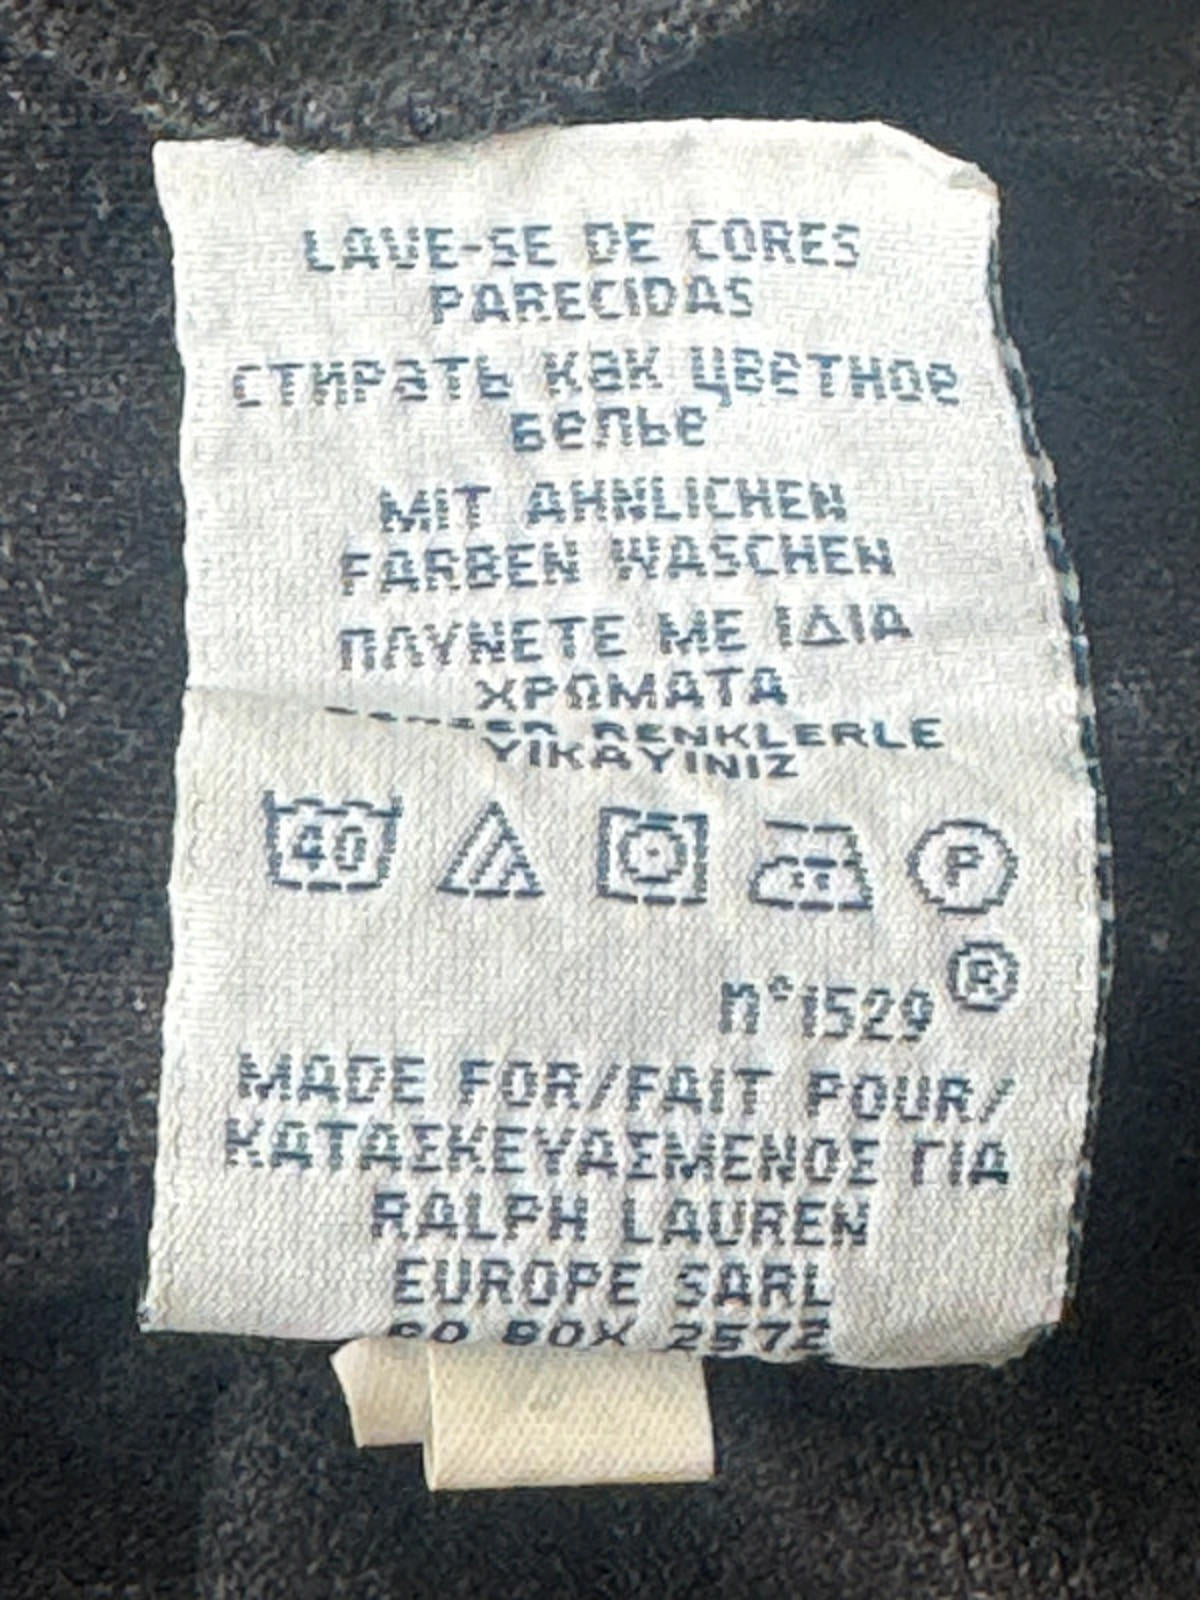 LAVE-SE DE CORES
PARECIDAS
СТИРАТЬ КАК ЦВЕТНОЕ
БЕЛЬЕ
MIT AHNLICHEN
FARBEN WASCHEN
ΠΛΥΝΕΤΕ ΜΕ ΙΔΙΑ
ΧΡΩΜΑΤΑ
RENKLERLE
YIKAYINIZ
40
P
®
n°1529
MADE FOR/FAIT POUR/
ΚΑΤΑΣΚΕΥΑΣΜΕΝΟΣ ΓΙΑ
RALPH LAUREN
EUROPE SARL
PO BOX 2572